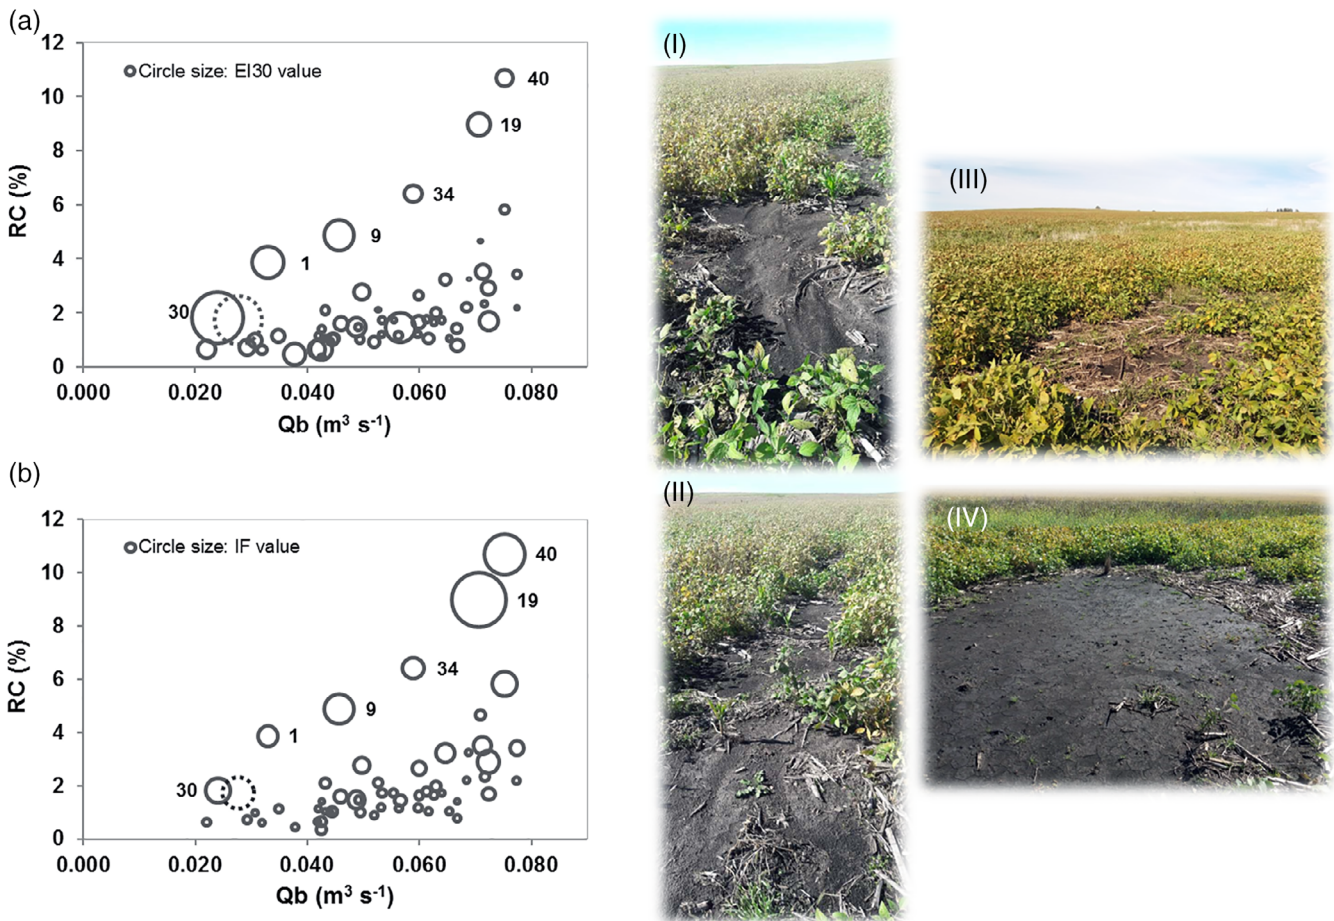 (a)
12
Circle size: EI30 value
10
8
6
4
2
0
RC (%)
40
19
34
9
1
30
0.000 0.020 0.040 0.060 0.080
Qb (m³ s⁻¹)
(b)
12
Circle size: IF value
10
8
6
4
2
0
RC (%)
40
19
34
9
1
30
0.000 0.020 0.040 0.060 0.080
Qb (m³ s⁻¹)
(I)
(III)
(II)
(IV)